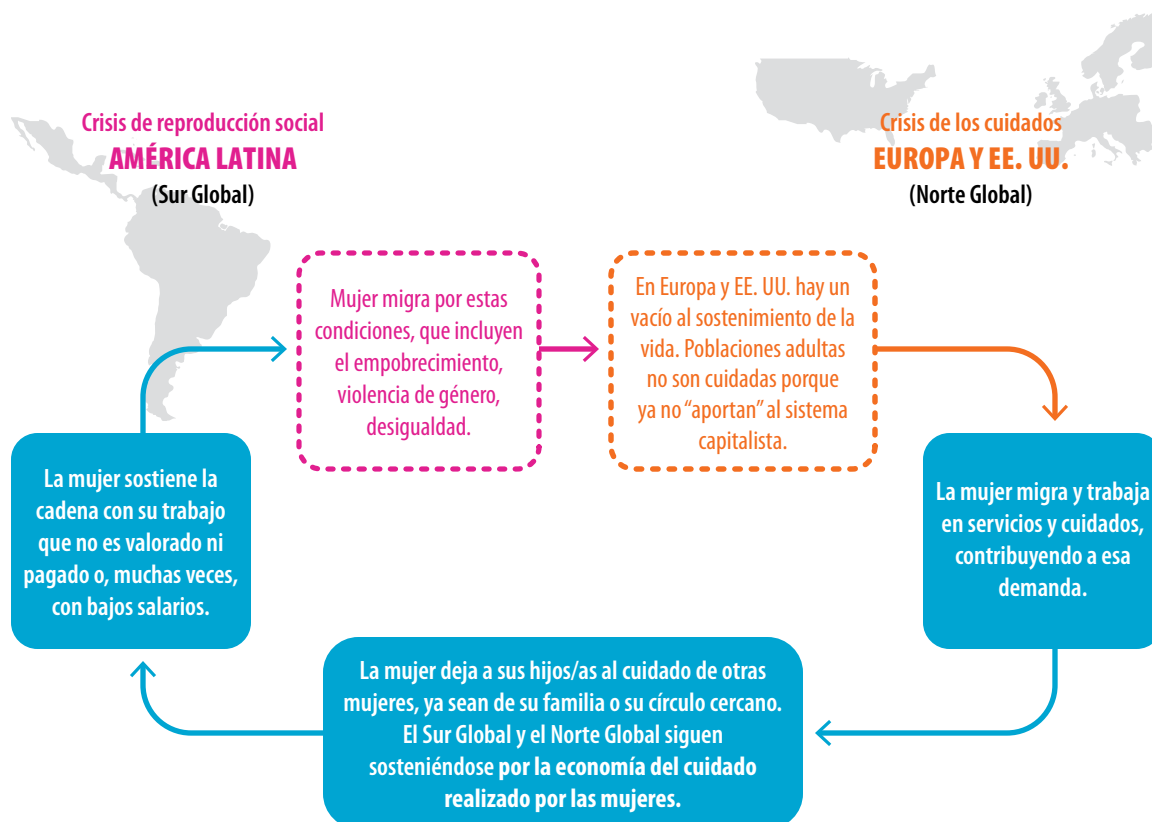 Crisis de reproducción social
AMÉRICA LATINA
(Sur Global)
Crisis de los cuidados
EUROPA Y EE. UU.
(Norte Global)
Mujer migra por estas
condiciones, que incluyen
el empobrecimiento,
violencia de género,
desigualdad.
En Europa y EE. UU. hay un
vacío al sostenimiento de la
vida. Poblaciones adultas
no son cuidadas porque
ya no “aportan” al sistema
capitalista.
La mujer migra y trabaja
en servicios y cuidados,
contribuyendo a esa
demanda.
La mujer deja a sus hijos/as al cuidado de otras
mujeres, ya sean de su familia o su círculo cercano.
El Sur Global y el Norte Global siguen
sosteniéndose por la economía del cuidado
realizado por las mujeres.
La mujer sostiene la
cadena con su trabajo
que no es valorado ni
pagado o, muchas veces,
con bajos salarios.